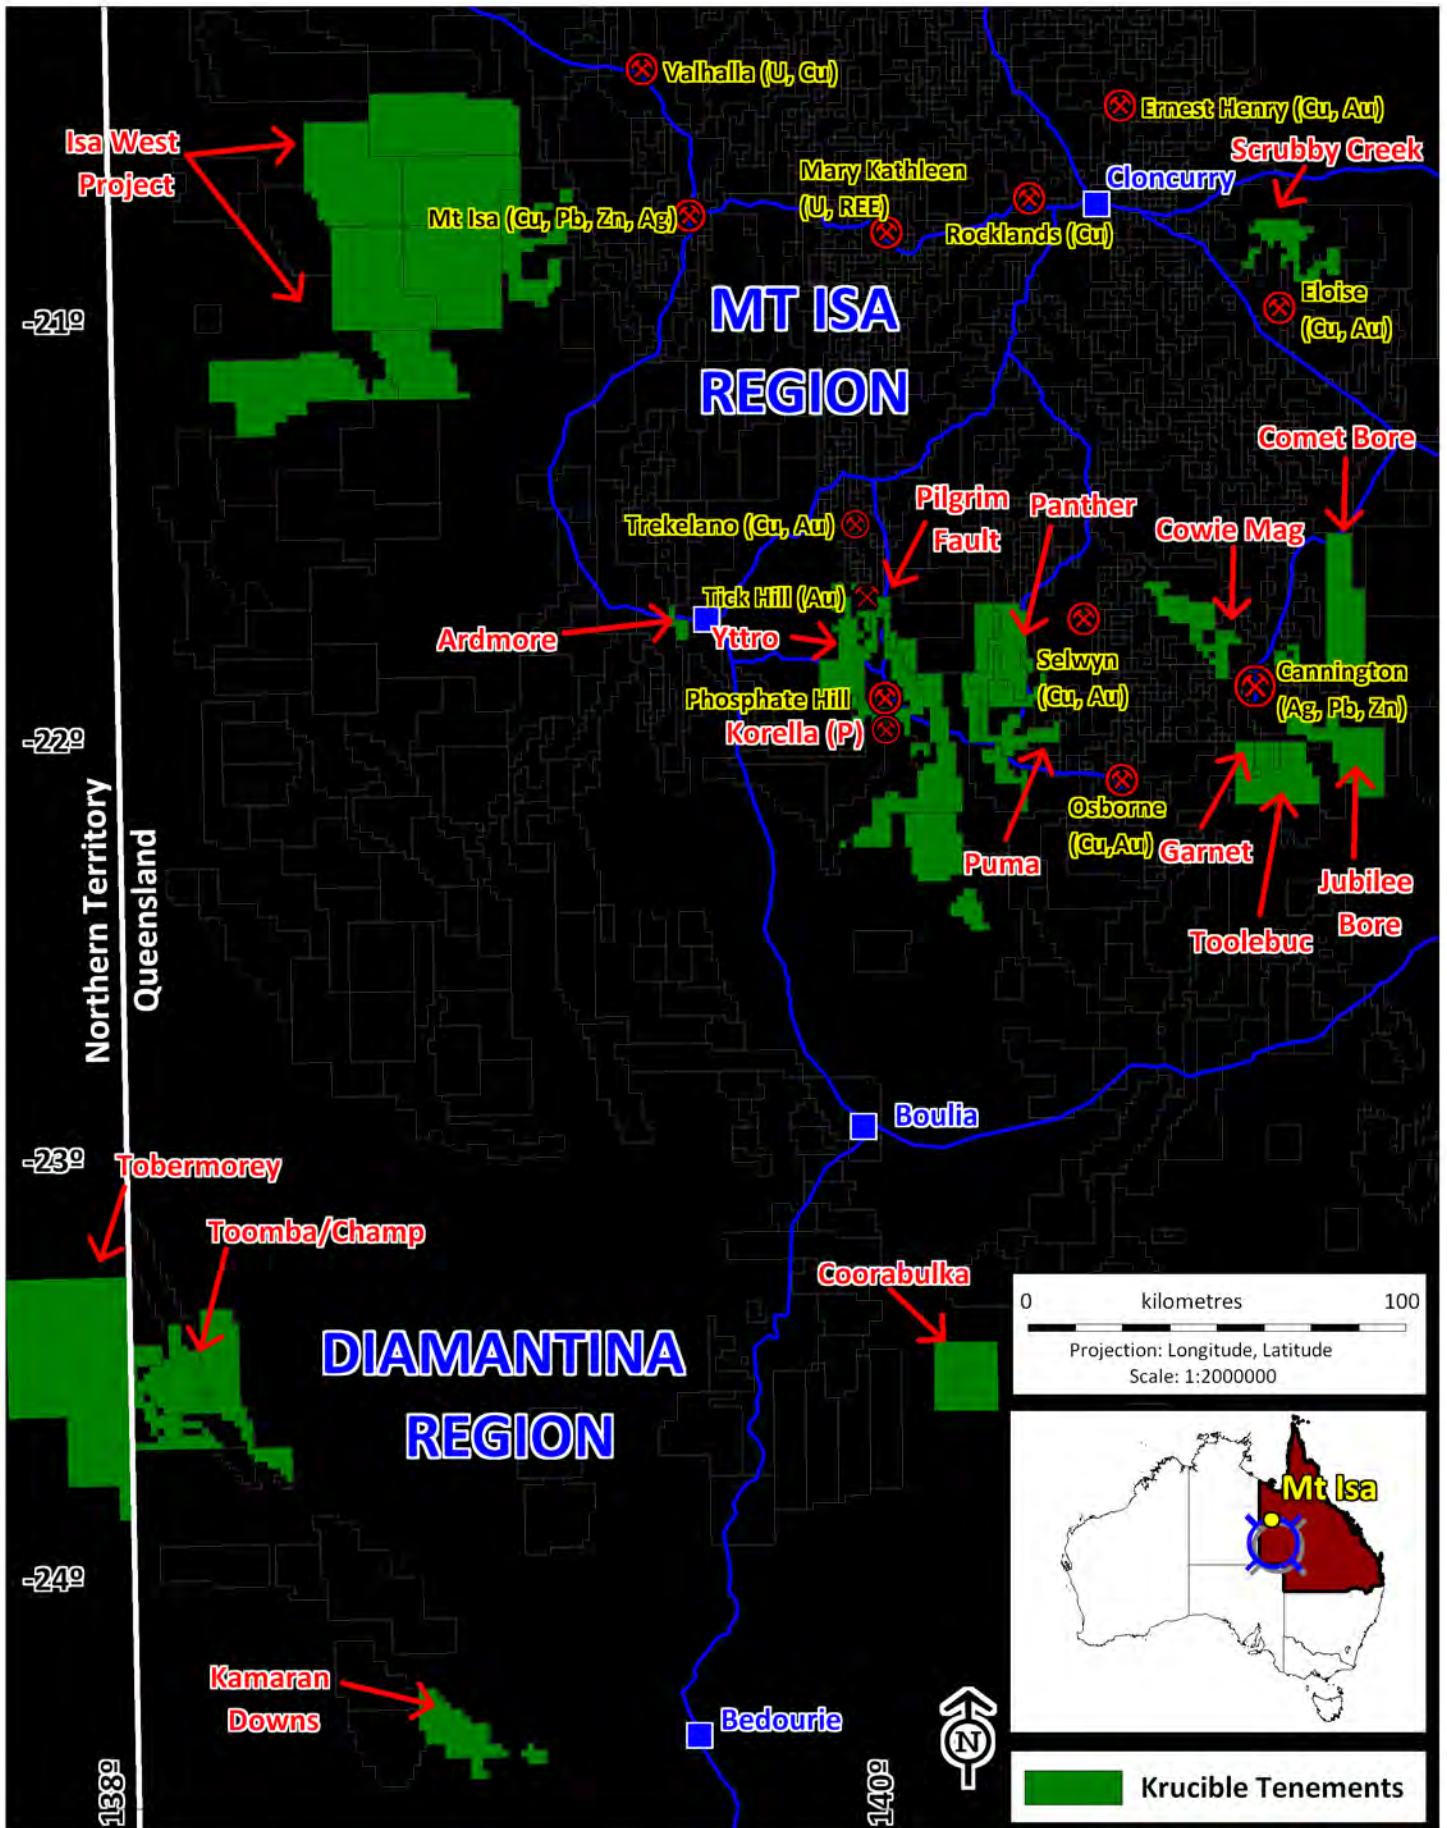 Valhalla (U, Cu)
Ernest Henry (Cu, Au)
Isa West
Project
Scrubby Creek
Mary Kathleen
(U, REE)
Cloncurry
Mt Isa (Cu, Pb, Zn, Ag)
Rocklands (Cu)
MT ISA
REGION
Eloise
(Cu, Au)
-21º
Comet Bore
Pilgrim
Fault
Panther
Cowie Mag
Trekelano (Cu, Au)
Tick Hill (Au)
Ardmore
Yttro
Selwyn
(Cu, Au)
Cannington
(Ag, Pb, Zn)
Phosphate Hill
Korella (P)
-22º
Osborne
(Cu,Au)
Puma
Garnet
Jubilee
Bore
Toolebuc
Northern Territory
Queensland
Boulia
-23º
Tobermorey
Toomba/Champ
Coorabulka
DIAMANTINA
REGION
0 kilometres 100
Projection: Longitude, Latitude
Scale: 1:2000000
Mt Isa
-24º
Kamaran
Downs
Bedourie
N
138º
140º
Krucible Tenements